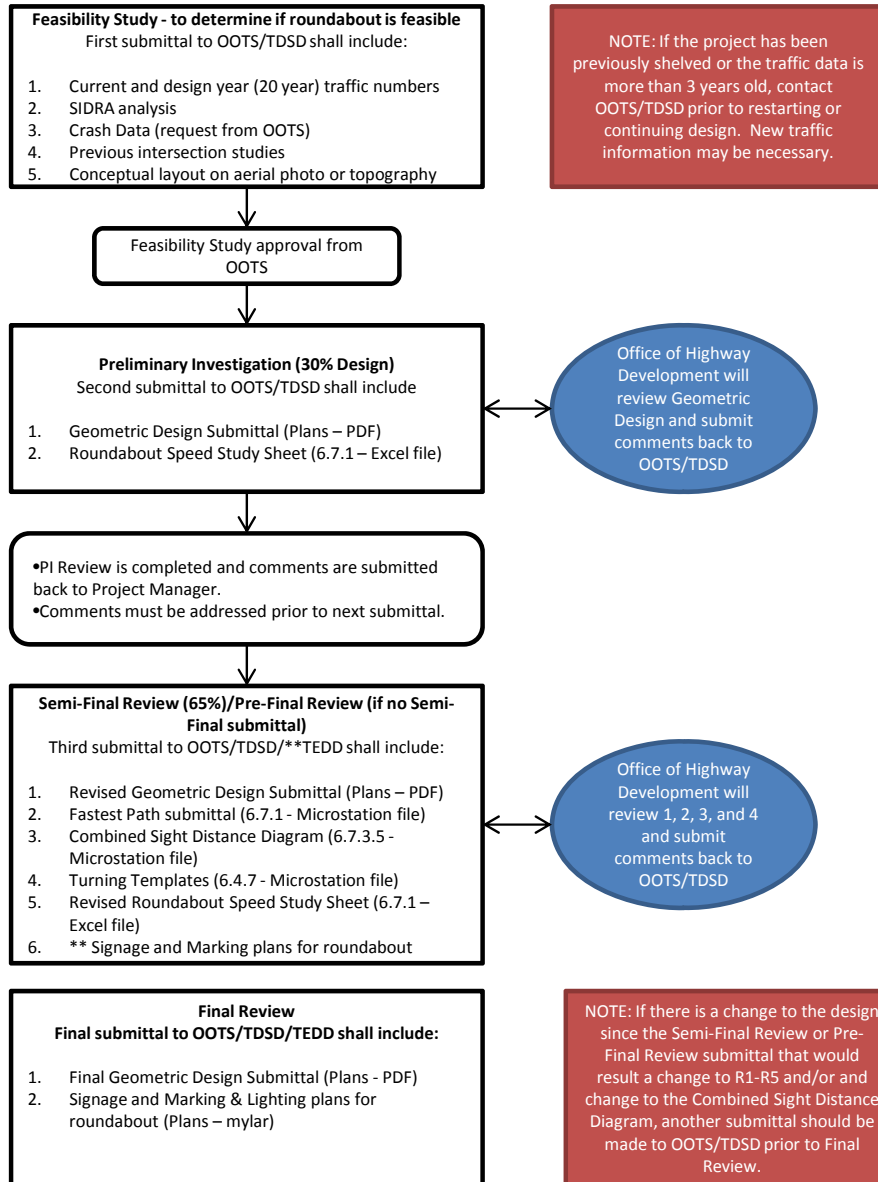 Feasibility Study - to determine if roundabout is feasible
First submittal to OOTS/TDSD shall include:
1. Current and design year (20 year) traffic numbers
2. SIDRA analysis
3. Crash Data (request from OOTS)
4. Previous intersection studies
5. Conceptual layout on aerial photo or topography
NOTE: If the project has been
previously shelved or the traffic data is
more than 3 years old, contact
OOTS/TDSD prior to restarting or
continuing design. New traffic
information may be necessary.
Feasibility Study approval from
OOTS
Preliminary Investigation (30% Design)
Second submittal to OOTS/TDSD shall include
1. Geometric Design Submittal (Plans – PDF)
2. Roundabout Speed Study Sheet (6.7.1 – Excel file)
Office of Highway
Development will
review Geometric
Design and submit
comments back to
OOTS/TDSD
•PI Review is completed and comments are submitted
back to Project Manager.
•Comments must be addressed prior to next submittal.
Semi-Final Review (65%)/Pre-Final Review (if no Semi-
Final submittal)
Third submittal to OOTS/TDSD/**TEDD shall include:
1. Revised Geometric Design Submittal (Plans – PDF)
2. Fastest Path submittal (6.7.1 - Microstation file)
3. Combined Sight Distance Diagram (6.7.3.5 -
Microstation file)
4. Turning Templates (6.4.7 - Microstation file)
5. Revised Roundabout Speed Study Sheet (6.7.1 –
Excel file)
6. ** Signage and Marking plans for roundabout
Office of Highway
Development will
review 1, 2, 3, and 4
and submit
comments back to
OOTS/TDSD
Final Review
Final submittal to OOTS/TDSD/TEDD shall include:
1. Final Geometric Design Submittal (Plans - PDF)
2. Signage and Marking & Lighting plans for
roundabout (Plans – mylar)
NOTE: If there is a change to the design
since the Semi-Final Review or Pre-
Final Review submittal that would
result a change to R1-R5 and/or and
change to the Combined Sight Distance
Diagram, another submittal should be
made to OOTS/TDSD prior to Final
Review.